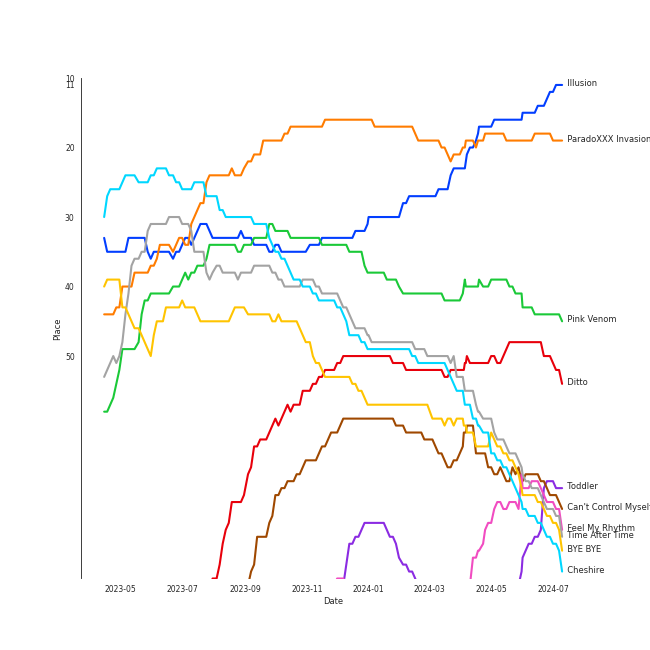 10
11
20
30
40
50
Place
2023-05
2023-07
2023-09
2023-11
2024-01
2024-03
2024-05
2024-07
Date
Illusion
ParadoXXX Invasion
Pink Venom
Ditto
Toddler
Can't Control Mysel
Feel My Rhythm
Time After Time
BYE BYE
Cheshire